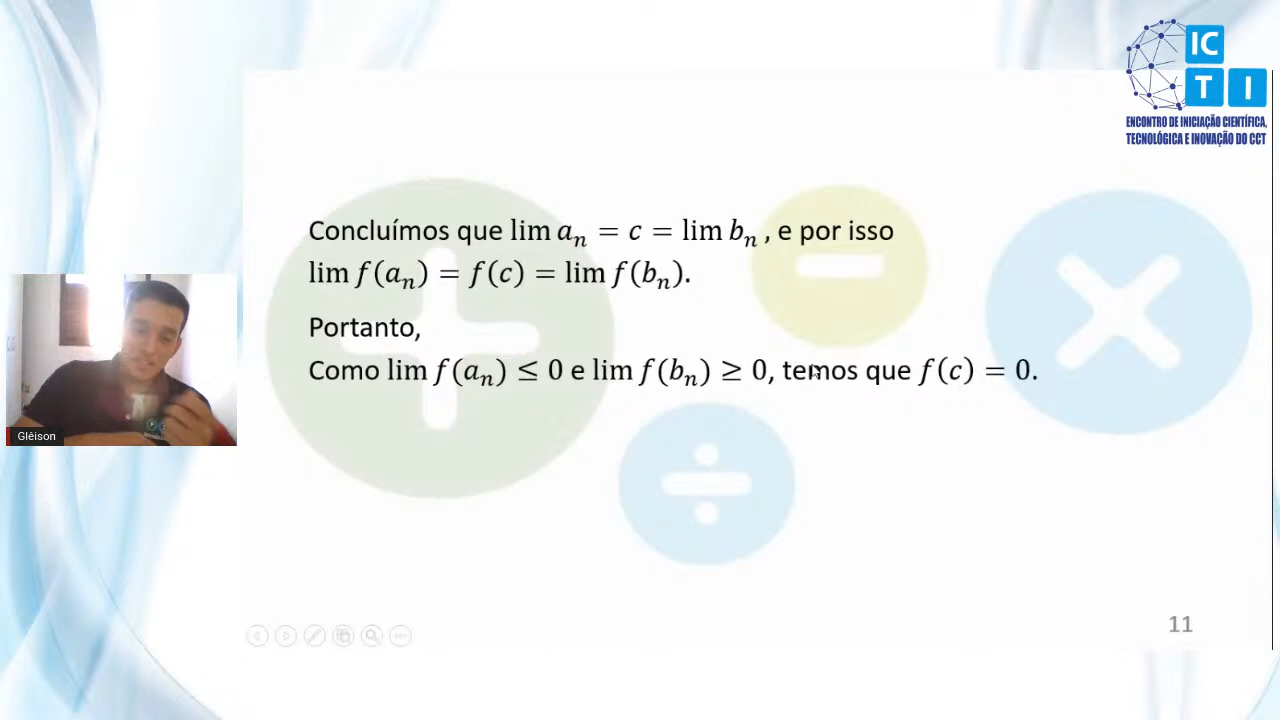 IC
T I
ENCONTRO DE INICIAÇÃO CIENTÍFICA,
TECNOLÓGICA E INOVAÇÃO DO CCT
Concluímos que lim aₙ = c = lim bₙ , e por isso
lim f(aₙ) = f(c) = lim f(bₙ).
Portanto,
Como lim f(aₙ) ≤ 0 e lim f(bₙ) ≥ 0, temos que f(c) = 0.
Glêison
11